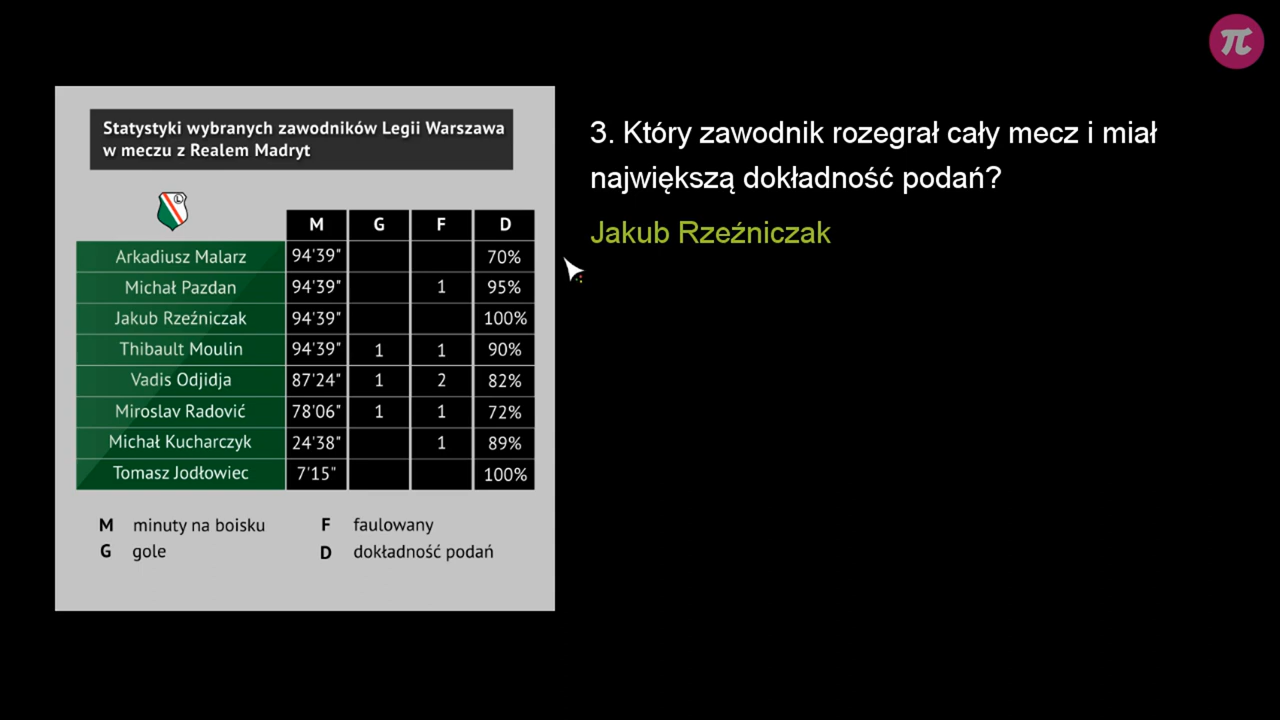 π
Statystyki wybranych zawodników Legii Warszawa
w meczu z Realem Madryt
3. Który zawodnik rozegrał cały mecz i miał
największą dokładność podań?
Jakub Rzeźniczak
L
M G F D
Arkadiusz Malarz 94'39" 70%
Michał Pazdan 94'39" 1 95%
Jakub Rzeźniczak 94'39" 100%
Thibault Moulin 94'39" 1 1 90%
Vadis Odjidja 87'24" 1 2 82%
Miroslav Radović 78'06" 1 1 72%
Michał Kucharczyk 24'38" 1 89%
Tomasz Jodłowiec 7'15" 100%
M minuty na boisku F faulowany
G gole D dokładność podań